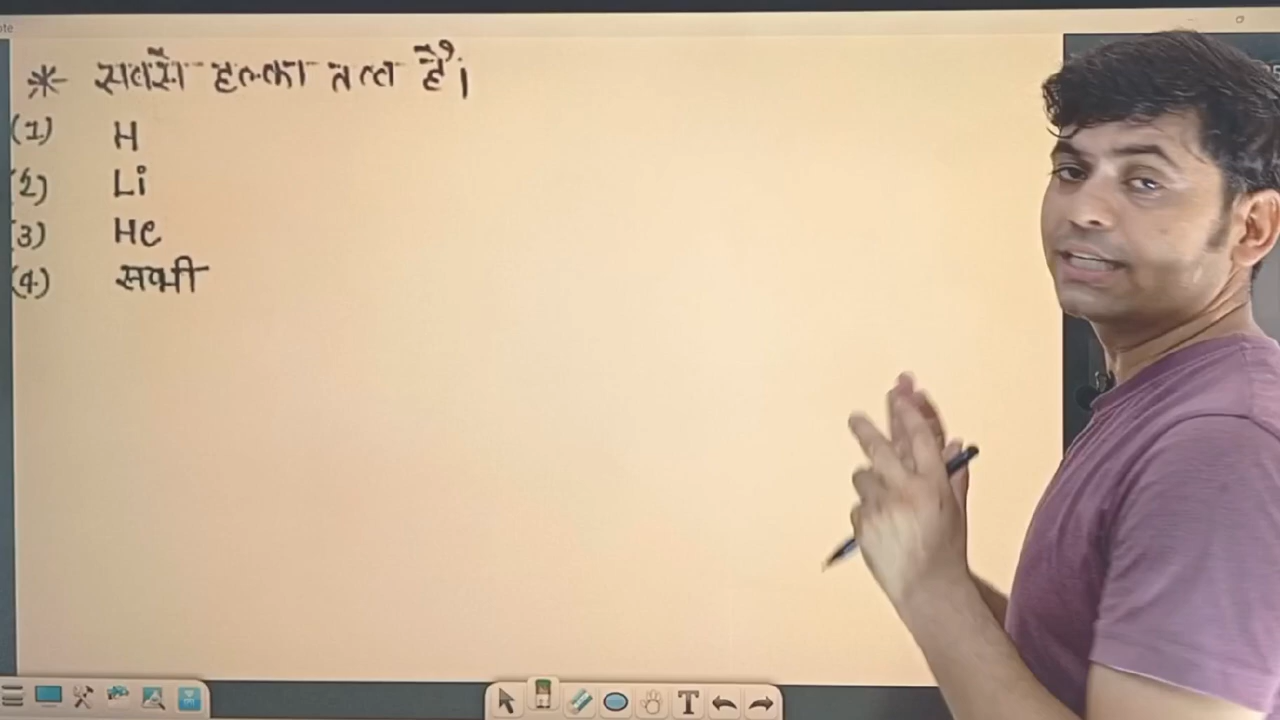 * सबसे हल्का तत्व है।
(1) H
(2) Li
(3) He
(4) सभी
T